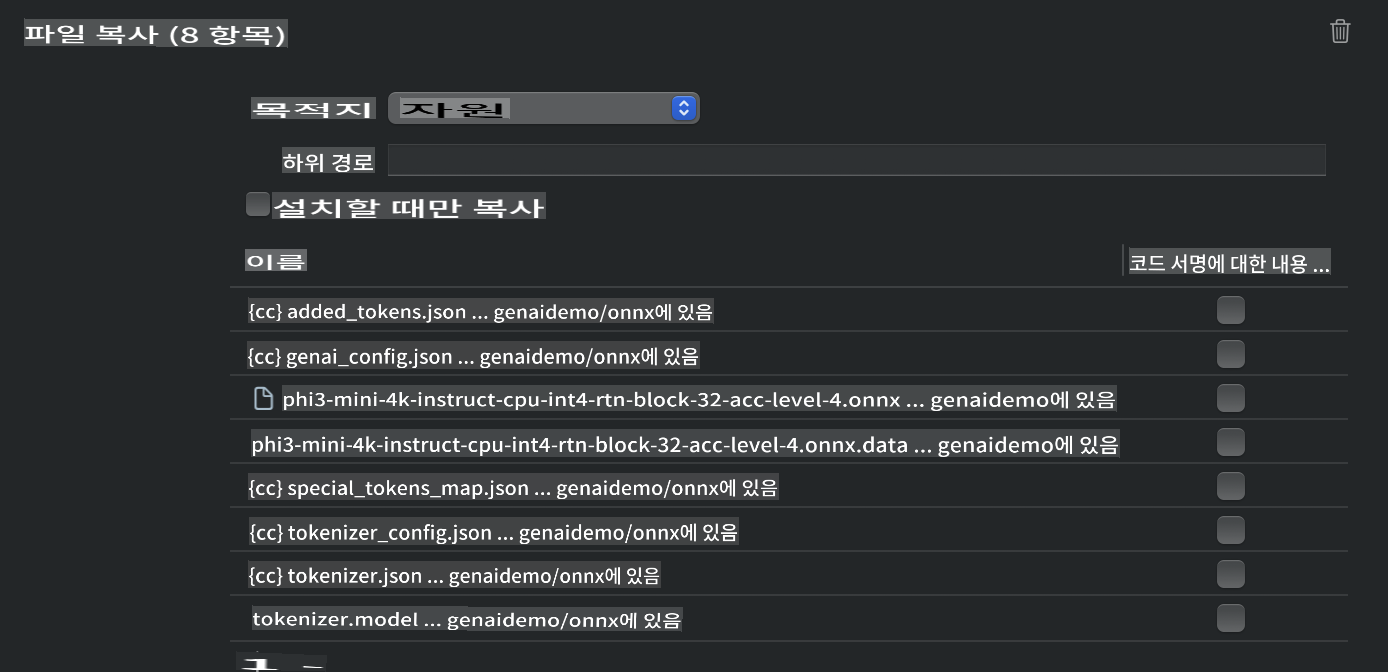 파일 복사 (8 항목)
목적지 자원
하위 경로
설치할 때만 복사
이름 코드 서명에 대한 내용 ...
{cc} added_tokens.json ... genaidemo/onnx에 있음
{cc} genai_config.json ... genaidemo/onnx에 있음
phi3-mini-4k-instruct-cpu-int4-rtn-block-32-acc-level-4.onnx ... genaidemo에 있음
phi3-mini-4k-instruct-cpu-int4-rtn-block-32-acc-level-4.onnx.data ... genaidemo에 있음
{cc} special_tokens_map.json ... genaidemo/onnx에 있음
{cc} tokenizer_config.json ... genaidemo/onnx에 있음
{cc} tokenizer.json ... genaidemo/onnx에 있음
tokenizer.model ... genaidemo/onnx에 있음